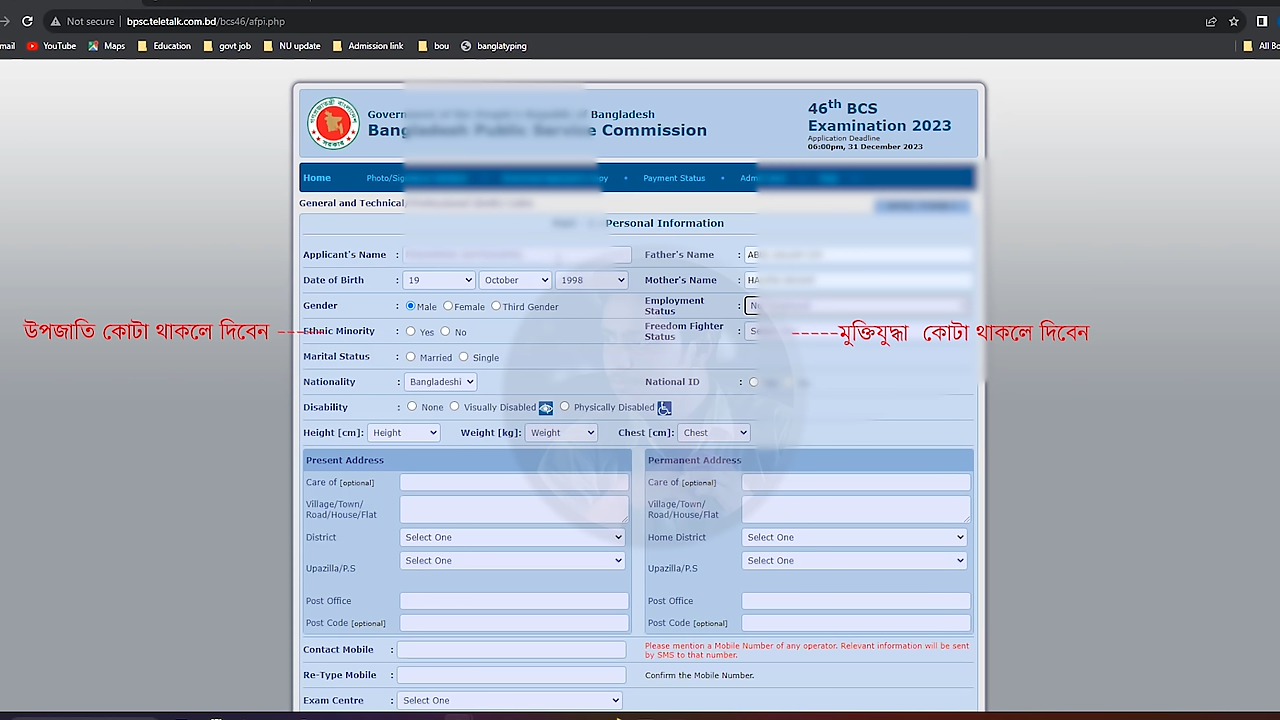 Not secure | bpsc.teletalk.com.bd/bcs46/afpi.php
mail YouTube Maps Education govt job NU update Admission link bou banglatyping All Bo
Bangladesh
Commission
46th BCS
Examination 2023
Application Deadline
06:00pm, 31 December 2023
Home Payment Status
General and Technical
Personal Information
Applicant's Name : Father's Name :
Date of Birth : 19 October 1998 Mother's Name :
Gender : Male Female Third Gender Employment Status :
উপজাতি কোটা থাকলে দিবেন ----
Ethnic Minority : Yes No Freedom Fighter Status :
-----মুক্তিযুদ্ধা কোটা থাকলে দিবেন
Marital Status : Married Single
Nationality : Bangladeshi National ID :
Disability : None Visually Disabled Physically Disabled
Height [cm]: Height Weight [kg]: Weight Chest [cm]: Chest
Present Address
Care of [optional]
Village/Town/
Road/House/Flat
District Select One
Upazilla/P.S Select One
Post Office
Post Code [optional]
Permanent Address
Care of [optional]
Village/Town/
Road/House/Flat
Home District Select One
Upazilla/P.S Select One
Post Office
Post Code [optional]
Contact Mobile :
Please mention a Mobile Number of any operator. Relevant information will be sent
by SMS to that number.
Re-Type Mobile : Confirm the Mobile Number.
Exam Centre : Select One